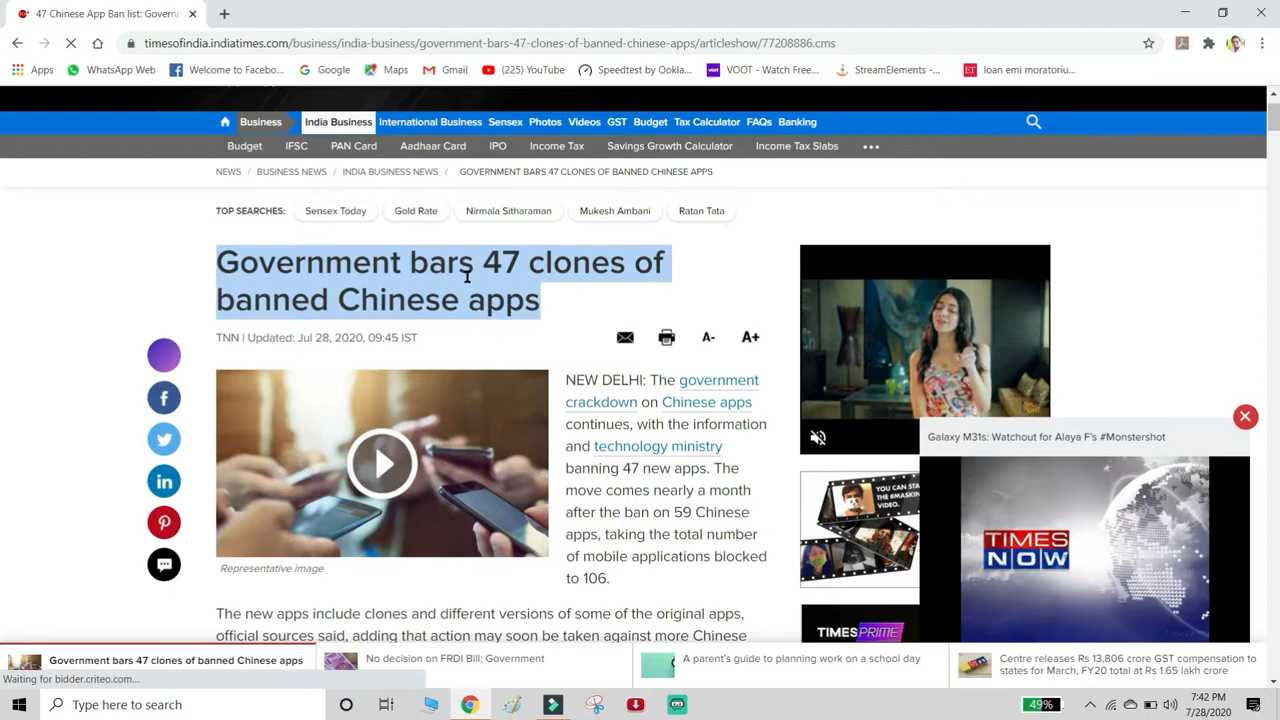 47 Chinese App Ban list: Governm
timesofindia.indiatimes.com/business/india-business/government-bars-47-clones-of-banned-chinese-apps/articleshow/77208886.cms
Apps WhatsApp Web Welcome to Facebo... Google Maps Gmail (225) YouTube Speedtest by Ookla... VOOT - Watch Free... StreamElements -... ET loan emi moratoriu...
Business India Business International Business Sensex Photos Videos GST Budget Tax Calculator FAQs Banking
Budget IFSC PAN Card Aadhaar Card IPO Income Tax Savings Growth Calculator Income Tax Slabs
NEWS / BUSINESS NEWS / INDIA BUSINESS NEWS / GOVERNMENT BARS 47 CLONES OF BANNED CHINESE APPS
TOP SEARCHES: Sensex Today Gold Rate Nirmala Sitharaman Mukesh Ambani Ratan Tata
Government bars 47 clones of
banned Chinese apps
TNN | Updated: Jul 28, 2020, 09:45 IST
A- A+
NEW DELHI: The government
crackdown on Chinese apps
continues, with the information
and technology ministry
banning 47 new apps. The
move comes nearly a month
after the ban on 59 Chinese
apps, taking the total number
of mobile applications blocked
to 106.
Representative image
The new apps include clones and different versions of some of the original apps,
official sources said, adding that action may soon be taken against more Chinese
Galaxy M31s: Watchout for Alaya F's #Monstershot
YOU CAN STA
THE #MASKIN
VIDEO.
TIMES
NOW
TIMESPRIME
Government bars 47 clones of banned Chinese apps
No decision on FRDI Bill: Government
A parent's guide to planning work on a school day
Centre releases Rs 13,806 crore GST compensation to
states for March, FY20 total at Rs 1.65 lakh crore
Waiting for bidder.criteo.com...
Type here to search
49%
7:42 PM
7/28/2020